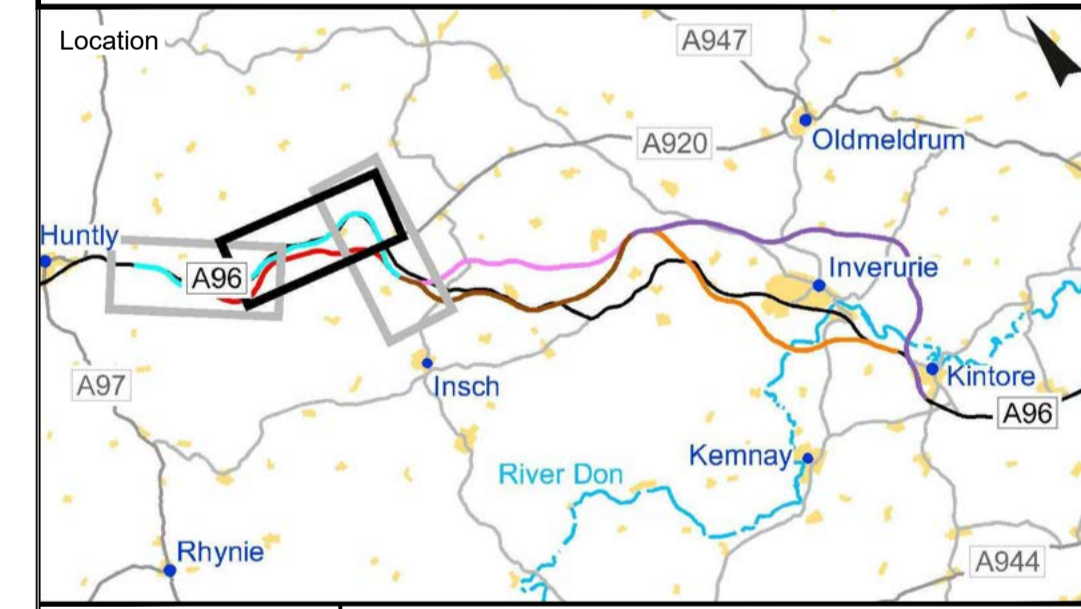 Location
A947
Oldmeldrum
A920
Huntly
A96
Inverurie
A97
Insch
Kintore
A96
Kemnay
River Don
Rhynie
A944